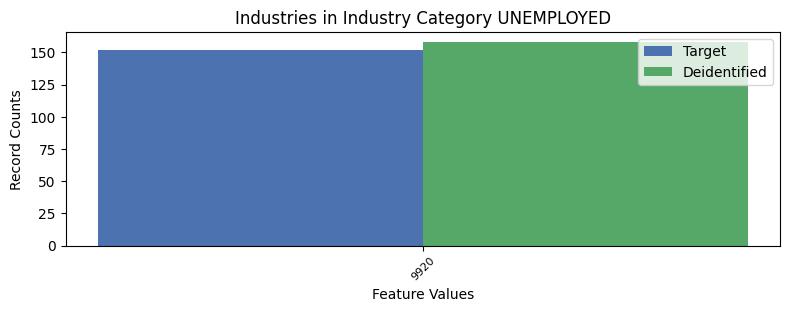 Industries in Industry Category UNEMPLOYED
Target
Deidentified
Record Counts
150
125
100
75
50
25
0
9920
Feature Values